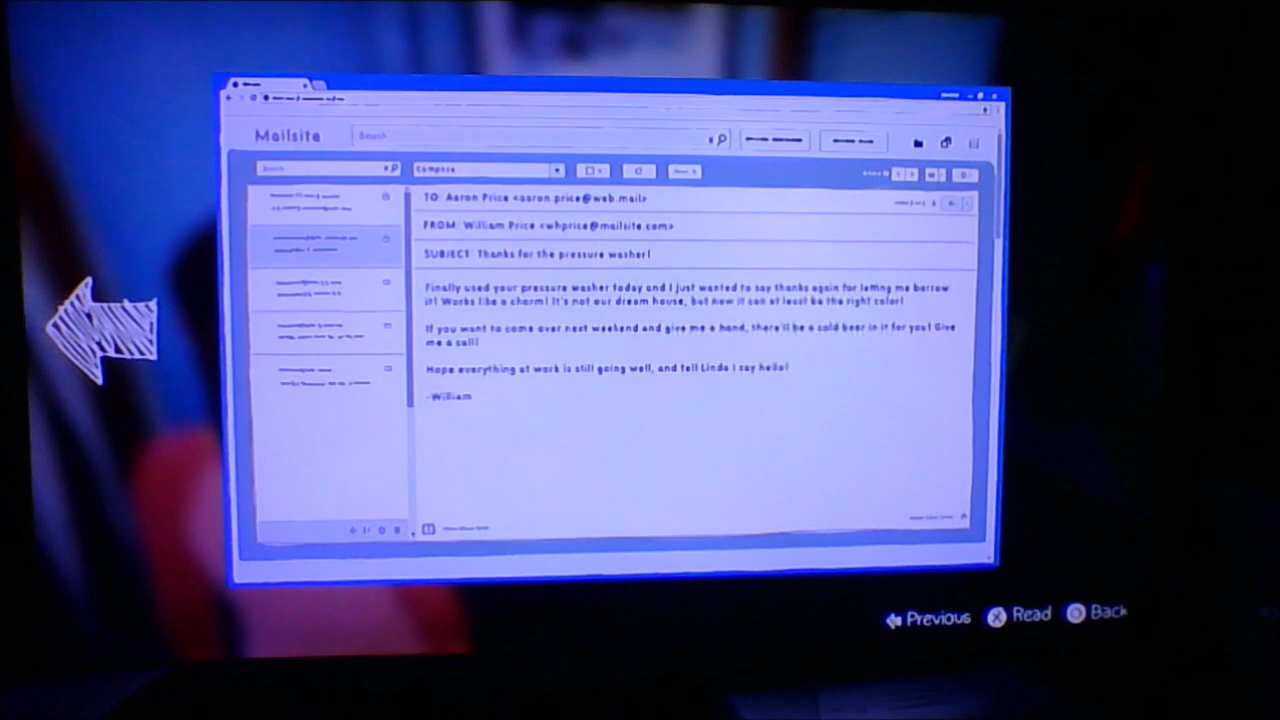 Mailsite
Search
Search
Compose
TO: Aaron Price <aaron.price@web.mail>
FROM: William Price <whprice@mailsite.com>
SUBJECT: Thanks for the pressure washer!
Finally used your pressure washer today and I just wanted to say thanks again for letting me borrow
it! Works like a charm! It's not our dream house, but now it can at least be the right color!
If you want to come over next weekend and give me a hand, there'll be a cold beer in it for you! Give
me a call!
Hope everything at work is still going well, and tell Linda I say hello!
-William
Previous
Read
Back